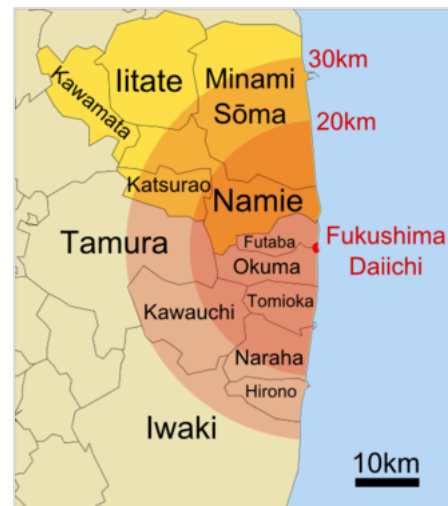 30km
Iitate
Minami
Sōma
Kawamata
20km
Katsurao
Namie
Tamura
Futaba
Fukushima
Daiichi
Okuma
Kawauchi
Tomioka
Naraha
Hirono
Iwaki
10km